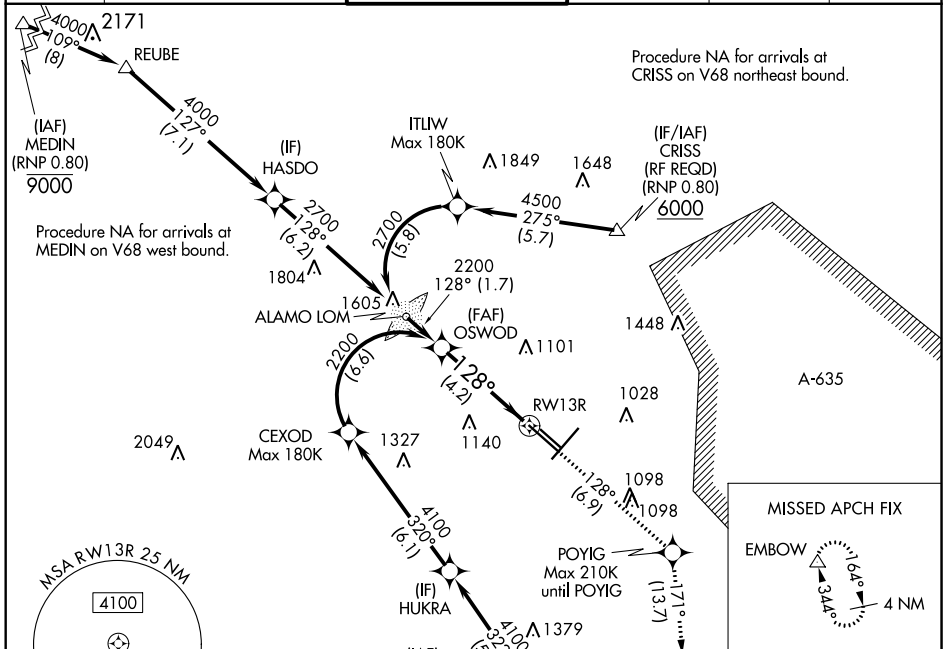 4000
109°
(8)
2171
REUBE
Procedure NA for arrivals at
CRISS on V68 northeast bound.
(IAF)
MEDIN
(RNP 0.80)
9000
4000
127°
(7.1)
ITLIW
Max 180K
(IF)
HASDO
1849
1648
(IF/IAF)
CRISS
(RF REQD)
(RNP 0.80)
6000
4500
275°
(5.7)
Procedure NA for arrivals at
MEDIN on V68 west bound.
2700
128°
(6.2)
2700
(5.8)
1804
2200
128° (1.7)
1605
ALAMO LOM
(FAF)
OSWOD
1448
1101
2200
(6.6)
128°
(4.2)
A-635
RW13R
1028
CEXOD
Max 180K
2049
1327
1140
128°
(6.9)
1098
1098
4100
320°
(6.1)
MISSED APCH FIX
EMBOW
164°
344°
4 NM
POYIG
Max 210K
until POYIG
171°
(13.7)
MSA RW13R 25 NM
4100
(IF)
HUKRA
4100
1379